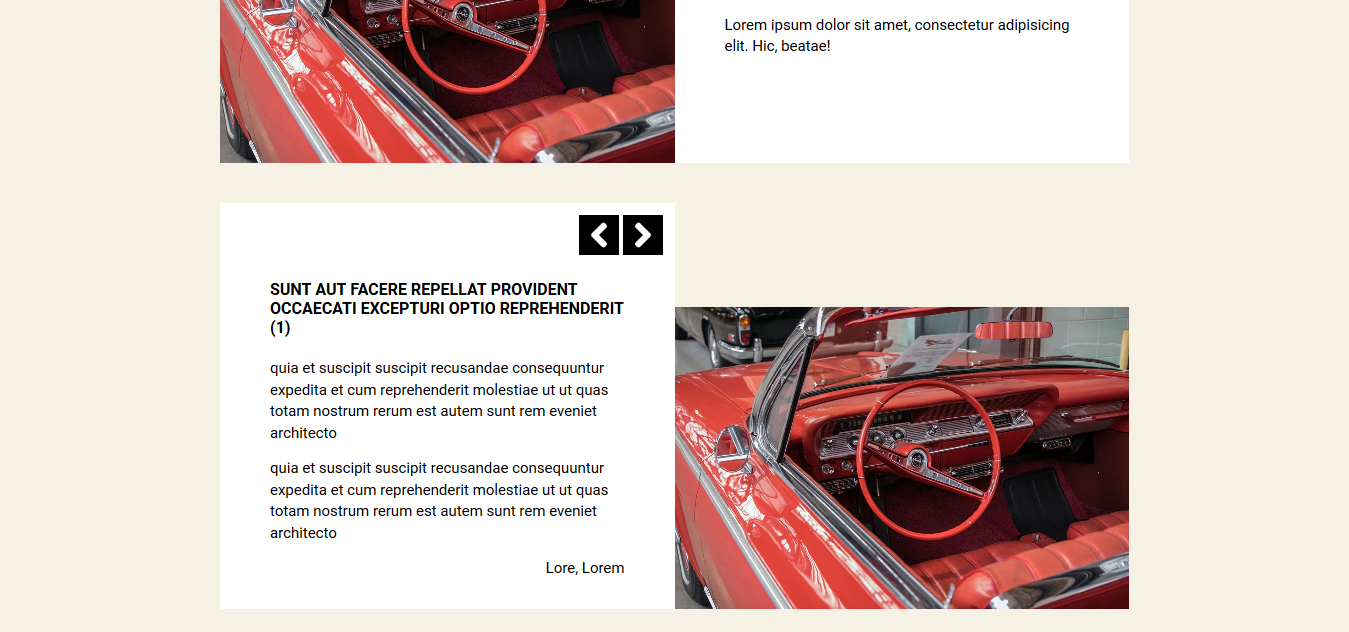 Lorem ipsum dolor sit amet, consectetur adipisicing
elit. Hic, beatae!
SUNT AUT FACERE REPELLAT PROVIDENT
OCCAECATI EXCEPTURI OPTIO REPREHENDERIT
(1)
quia et suscipit suscipit recusandae consequuntur
expedita et cum reprehenderit molestiae ut ut quas
totam nostrum rerum est autem sunt rem eveniet
architecto
quia et suscipit suscipit recusandae consequuntur
expedita et cum reprehenderit molestiae ut ut quas
totam nostrum rerum est autem sunt rem eveniet
architecto
Lore, Lorem